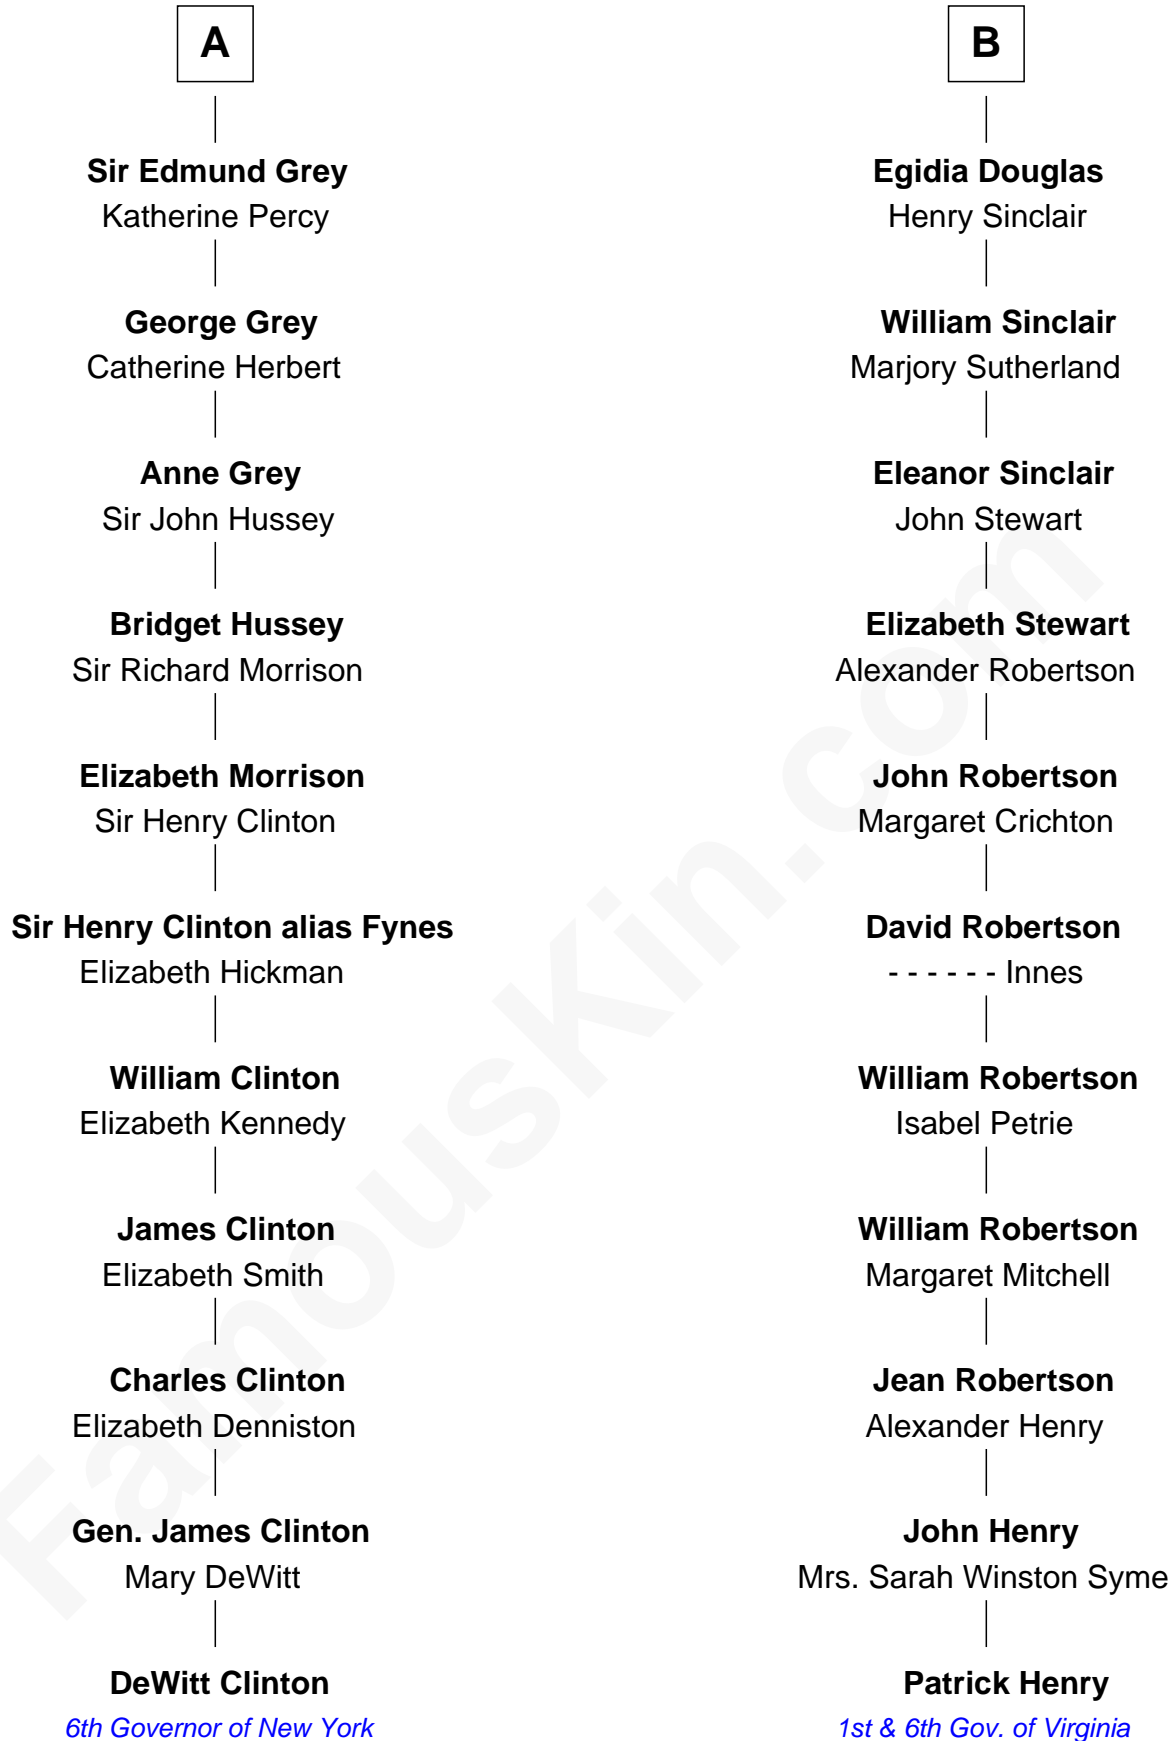 A
Sir Edmund Grey
Katherine Percy
George Grey
Catherine Herbert
Anne Grey
Sir John Hussey
Bridget Hussey
Sir Richard Morrison
Elizabeth Morrison
Sir Henry Clinton
Sir Henry Clinton alias Fynes
Elizabeth Hickman
William Clinton
Elizabeth Kennedy
James Clinton
Elizabeth Smith
Charles Clinton
Elizabeth Denniston
Gen. James Clinton
Mary DeWitt
DeWitt Clinton
6th Governor of New York
B
Egidia Douglas
Henry Sinclair
William Sinclair
Marjory Sutherland
Eleanor Sinclair
John Stewart
Elizabeth Stewart
Alexander Robertson
John Robertson
Margaret Crichton
David Robertson
- - - - - - Innes
William Robertson
Isabel Petrie
William Robertson
Margaret Mitchell
Jean Robertson
Alexander Henry
John Henry
Mrs. Sarah Winston Syme
Patrick Henry
1st & 6th Gov. of Virginia
FamousKin.com